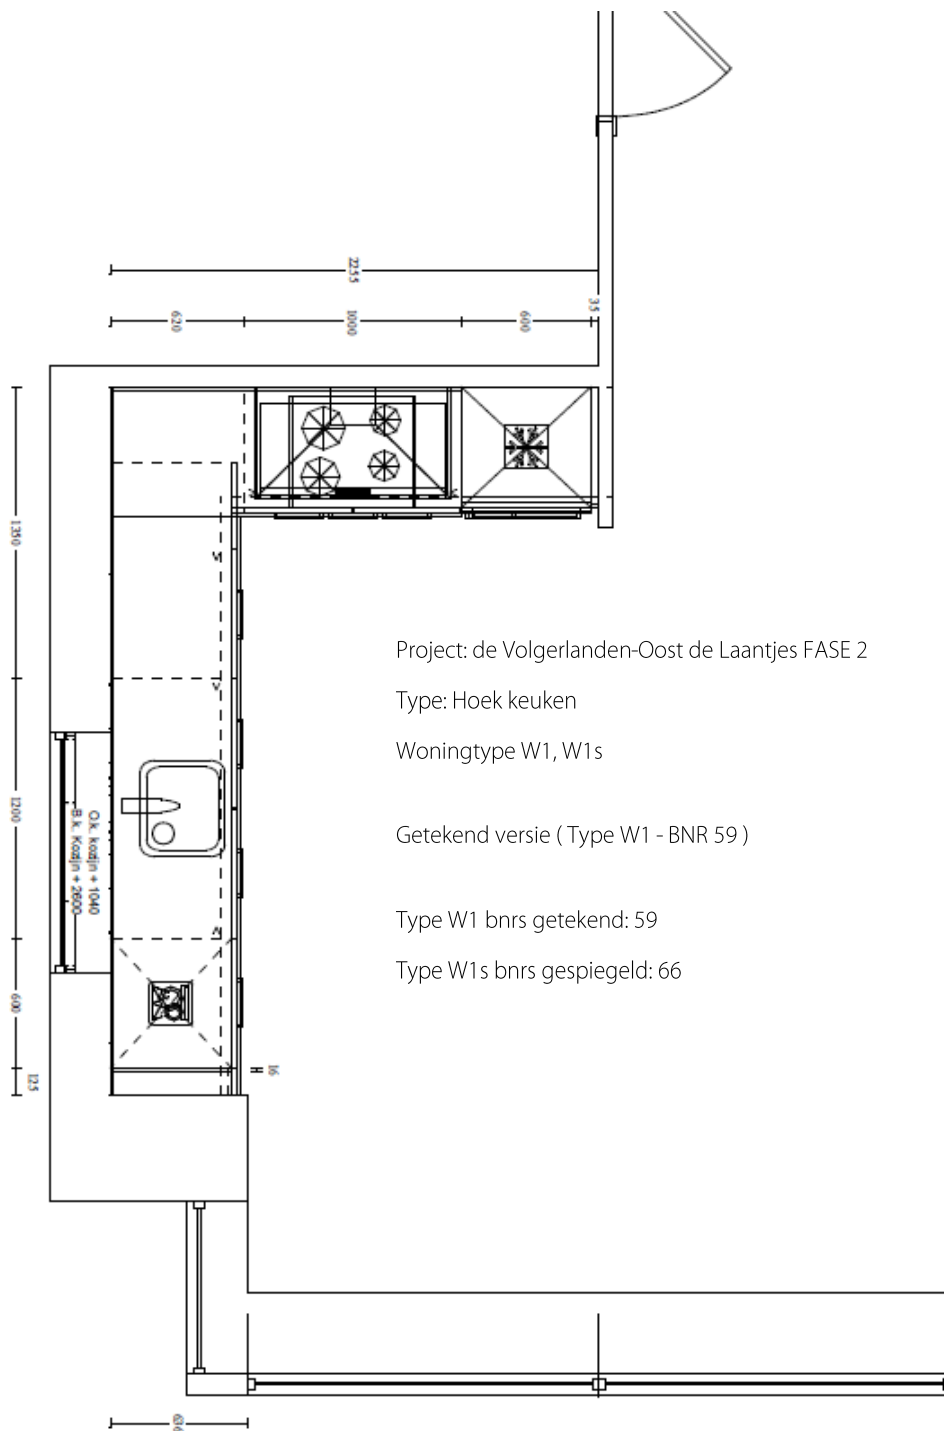 2255
35
620
1000
600
1350
Project: de Volgerlanden-Oost de Laantjes FASE 2
Type: Hoek keuken
Woningtype W1, W1s
1200
O.k. kozijn + 1040
B.k. Kozijn + 2600
Getekend versie ( Type W1 - BNR 59 )
Type W1 bnrs getekend: 59
Type W1s bnrs gespiegeld: 66
600
16
125
636